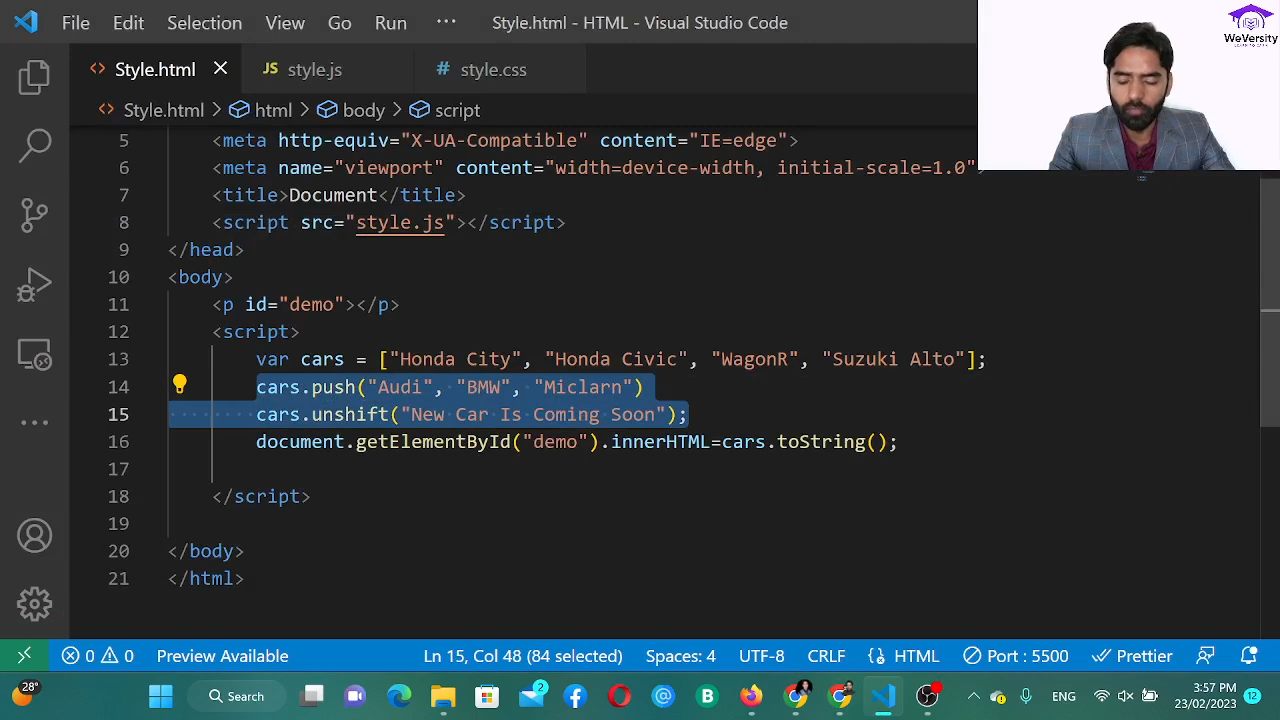 File Edit Selection View Go Run ··· Style.html - HTML - Visual Studio Code
WeVersity
Style.html style.js style.css
JS
#
Style.html > html > body > script
5 <meta http-equiv="X-UA-Compatible" content="IE=edge">
6 <meta name="viewport" content="width=device-width, initial-scale=1.0"
7 <title>Document</title>
8 <script src="style.js"></script>
9 </head>
10 <body>
11 <p id="demo"></p>
12 <script>
13 var cars = ["Honda City", "Honda Civic", "WagonR", "Suzuki Alto"];
14 cars.push("Audi", "BMW", "Miclarn")
15 cars.unshift("New Car Is Coming Soon");
16 document.getElementById("demo").innerHTML=cars.toString();
17
18 </script>
19
20 </body>
21 </html>
0 0 Preview Available Ln 15, Col 48 (84 selected) Spaces: 4 UTF-8 CRLF {} HTML Port : 5500 Prettier
28° Search 2 B ENG 3:57 PM 12
23/02/2023